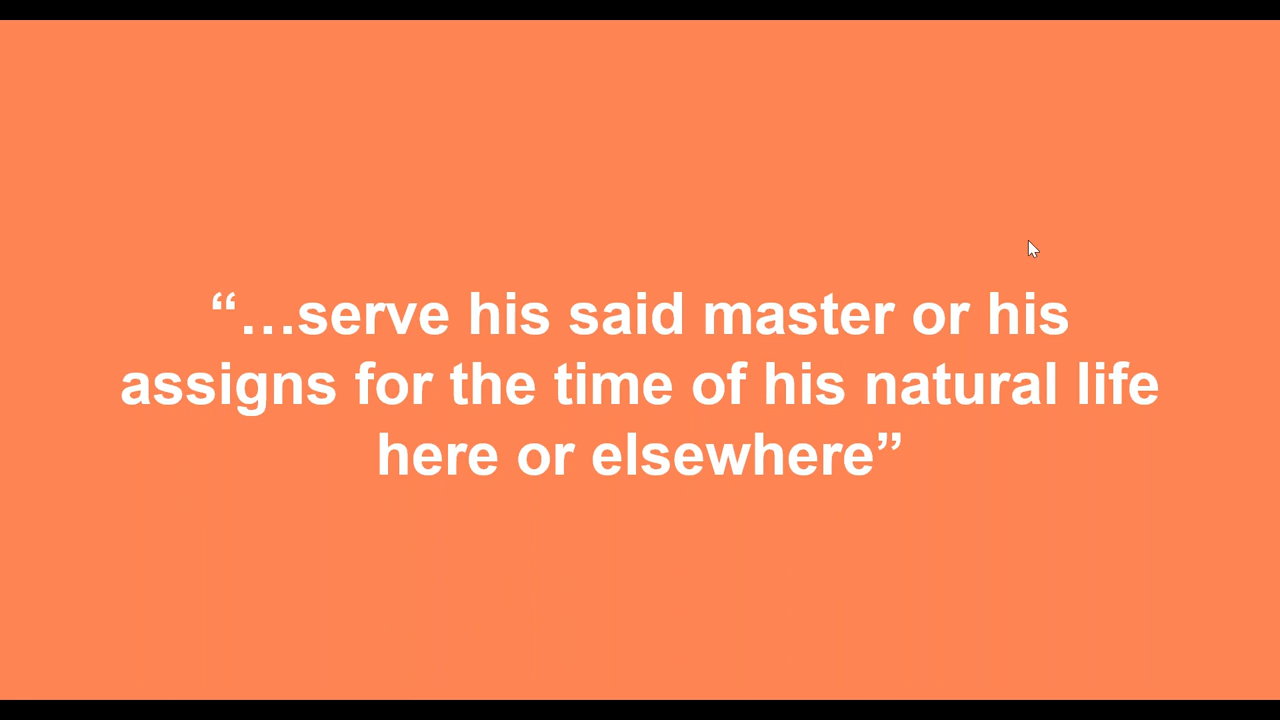 “…serve his said master or his
assigns for the time of his natural life
here or elsewhere”